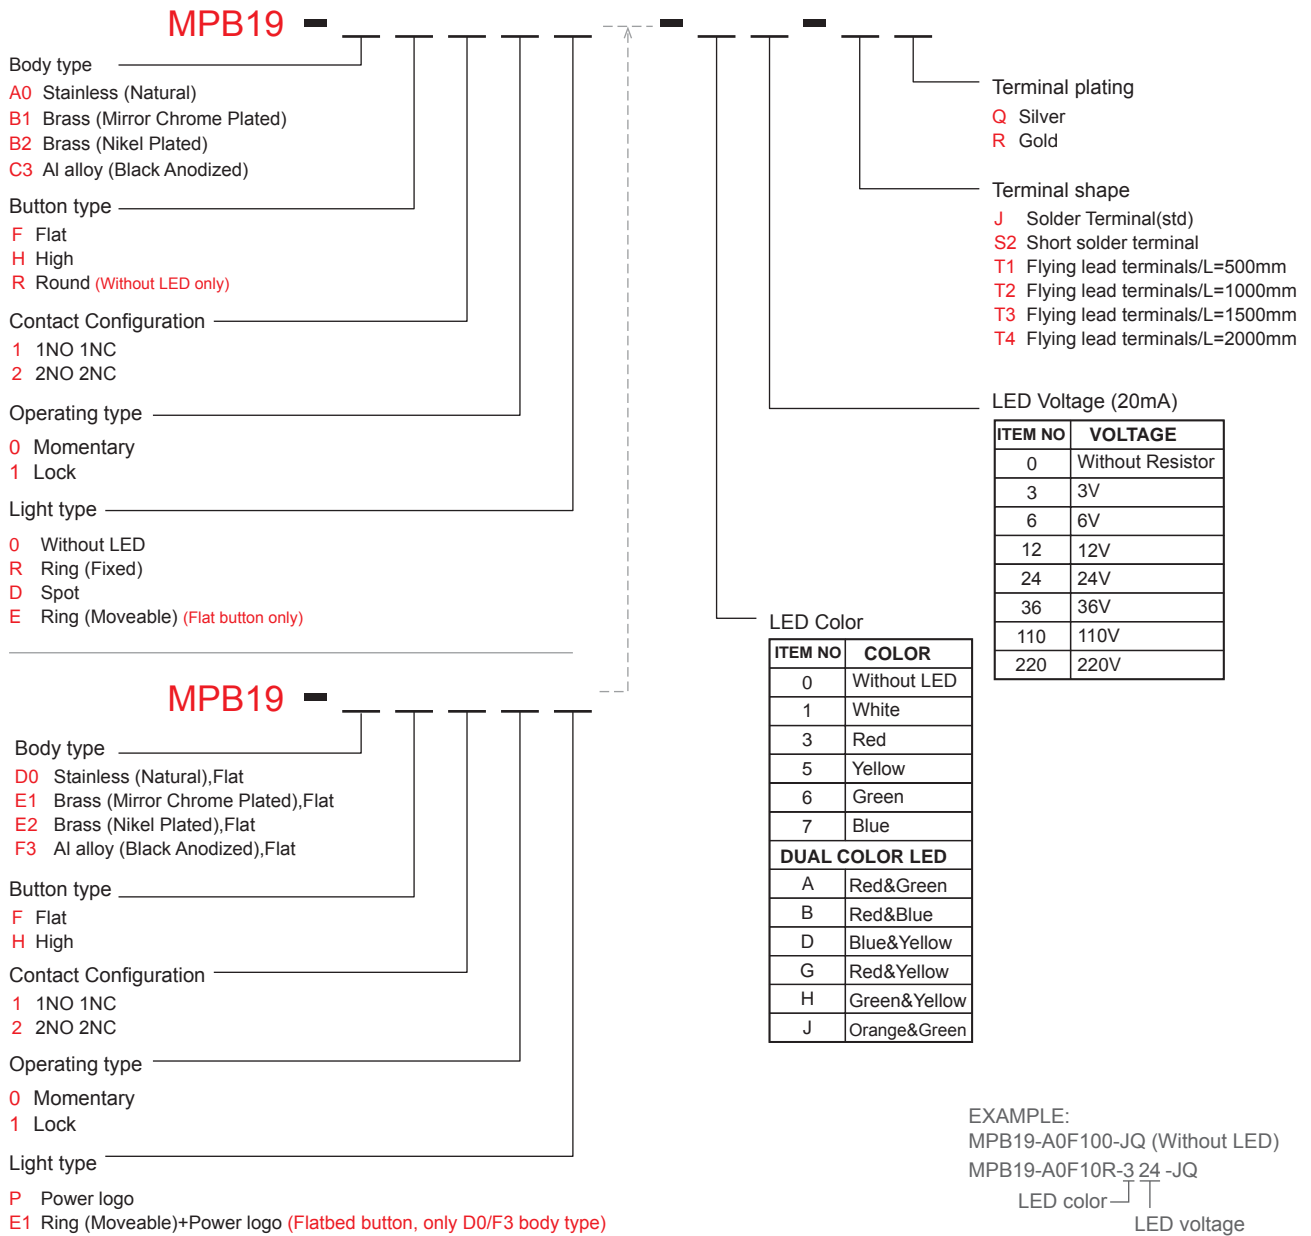 MPB19 -
Body type
A0 Stainless (Natural)
B1 Brass (Mirror Chrome Plated)
B2 Brass (Nikel Plated)
C3 Al alloy (Black Anodized)
Button type
F Flat
H High
R Round (Without LED only)
Contact Configuration
1 1NO 1NC
2 2NO 2NC
Operating type
0 Momentary
1 Lock
Light type
0 Without LED
R Ring (Fixed)
D Spot
E Ring (Moveable) (Flat button only)
MPB19 -
Body type
D0 Stainless (Natural),Flat
E1 Brass (Mirror Chrome Plated),Flat
E2 Brass (Nikel Plated),Flat
F3 Al alloy (Black Anodized),Flat
Button type
F Flat
H High
Contact Configuration
1 1NO 1NC
2 2NO 2NC
Operating type
0 Momentary
1 Lock
Light type
P Power logo
E1 Ring (Moveable)+Power logo (Flatbed button, only D0/F3 body type)
- -
Terminal plating
Q Silver
R Gold
Terminal shape
J Solder Terminal(std)
S2 Short solder terminal
T1 Flying lead terminals/L=500mm
T2 Flying lead terminals/L=1000mm
T3 Flying lead terminals/L=1500mm
T4 Flying lead terminals/L=2000mm
LED Voltage (20mA)
ITEM NO VOLTAGE
0 Without Resistor
3 3V
6 6V
12 12V
24 24V
36 36V
110 110V
220 220V
LED Color
ITEM NO COLOR
0 Without LED
1 White
3 Red
5 Yellow
6 Green
7 Blue
DUAL COLOR LED
A Red&Green
B Red&Blue
D Blue&Yellow
G Red&Yellow
H Green&Yellow
J Orange&Green
EXAMPLE:
MPB19-A0F100-JQ (Without LED)
MPB19-A0F10R-3 24 -JQ
LED color
LED voltage